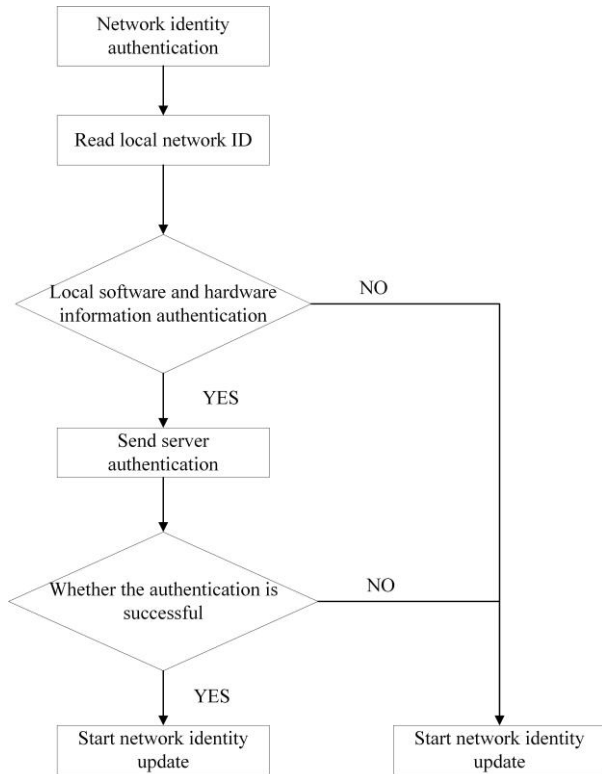 Network identity
authentication
Read local network ID
Local software and hardware
information authentication
NO
YES
Send server
authentication
Whether the authentication is
successful
NO
YES
Start network identity
update
Start network identity
update